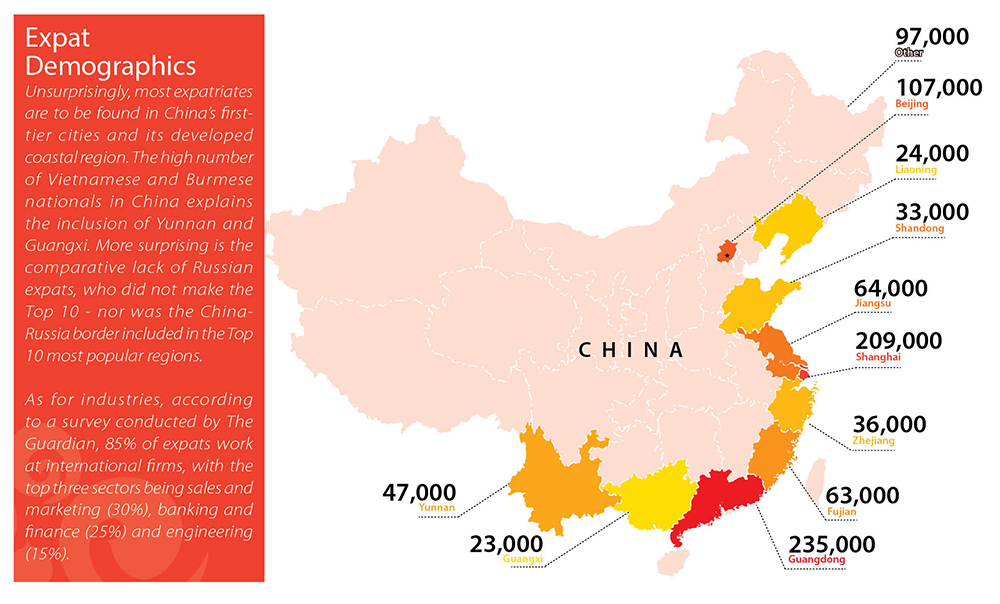 Expat
Demographics
Unsurprisingly, most expatriates
are to be found in China's first-
tier cities and its developed
coastal region. The high number
of Vietnamese and Burmese
nationals in China explains
the inclusion of Yunnan and
Guangxi. More surprising is the
comparative lack of Russian
expats, who did not make the
Top 10 - nor was the China-
Russia border included in the Top
10 most popular regions.
As for industries, according
to a survey conducted by The
Guardian, 85% of expats work
at international firms, with the
top three sectors being sales and
marketing (30%), banking and
finance (25%) and engineering
(15%).
97,000
Other
107,000
Beijing
24,000
Liaoning
33,000
Shandong
64,000
Jiangsu
209,000
Shanghai
CHINA
36,000
Zhejiang
47,000
Yunnan
63,000
Fujian
23,000
Guangxi
235,000
Guangdong